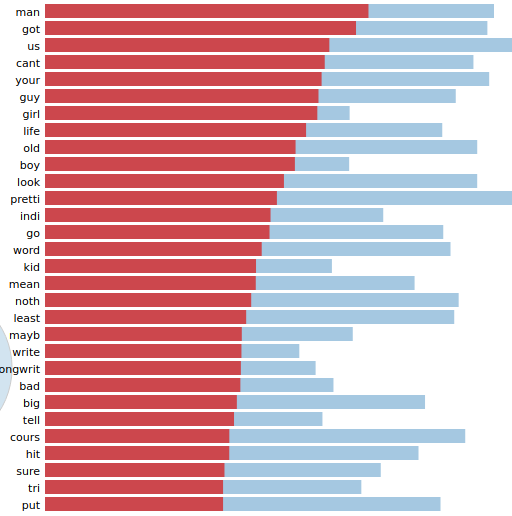 man
got
us
cant
your
guy
girl
life
old
boy
look
pretti
indi
go
word
kid
mean
noth
least
mayb
write
ongwrit
bad
big
tell
cours
hit
sure
tri
put